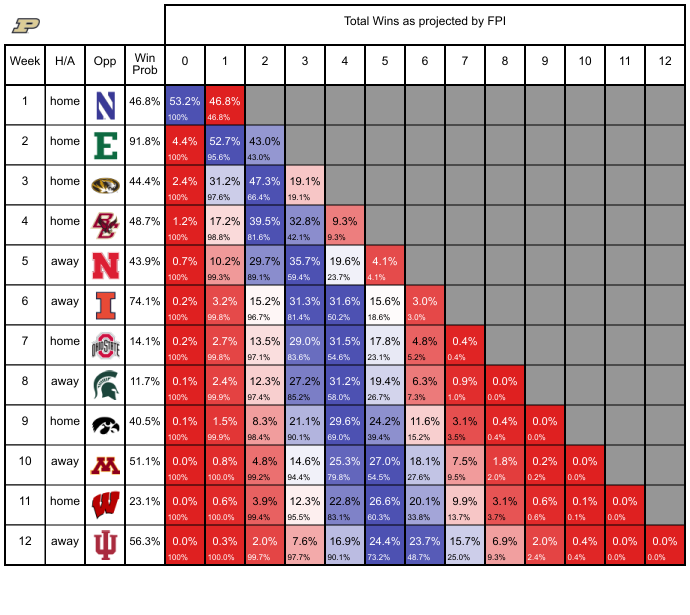 P
Total Wins as projected by FPI
Week H/A Opp Win Prob 0 1 2 3 4 5 6 7 8 9 10 11 12
1 home N 46.8% 53.2% 46.8%
100% 46.8%
2 home E 91.8% 4.4% 52.7% 43.0%
100% 95.6% 43.0%
3 home 44.4% 2.4% 31.2% 47.3% 19.1%
100% 97.6% 66.4% 19.1%
4 home BC 48.7% 1.2% 17.2% 39.5% 32.8% 9.3%
100% 98.8% 81.6% 42.1% 9.3%
5 away N 43.9% 0.7% 10.2% 29.7% 35.7% 19.6% 4.1%
100% 99.3% 89.1% 59.4% 23.7% 4.1%
6 away I 74.1% 0.2% 3.2% 15.2% 31.3% 31.6% 15.6% 3.0%
100% 99.8% 96.7% 81.4% 50.2% 18.6% 3.0%
7 home OHIO STATE 14.1% 0.2% 2.7% 13.5% 29.0% 31.5% 17.8% 4.8% 0.4%
100% 99.8% 97.1% 83.6% 54.6% 23.1% 5.2% 0.4%
8 away 11.7% 0.1% 2.4% 12.3% 27.2% 31.2% 19.4% 6.3% 0.9% 0.0%
100% 99.9% 97.4% 85.2% 58.0% 26.7% 7.3% 1.0% 0.0%
9 home 40.5% 0.1% 1.5% 8.3% 21.1% 29.6% 24.2% 11.6% 3.1% 0.4% 0.0%
100% 99.9% 98.4% 90.1% 69.0% 39.4% 15.2% 3.5% 0.4% 0.0%
10 away M 51.1% 0.0% 0.8% 4.8% 14.6% 25.3% 27.0% 18.1% 7.5% 1.8% 0.2% 0.0%
100% 100.0% 99.2% 94.4% 79.8% 54.5% 27.6% 9.5% 2.0% 0.2% 0.0%
11 home W 23.1% 0.0% 0.6% 3.9% 12.3% 22.8% 26.6% 20.1% 9.9% 3.1% 0.6% 0.1% 0.0%
100% 100.0% 99.4% 95.5% 83.1% 60.3% 33.8% 13.7% 3.7% 0.6% 0.1% 0.0%
12 away IU 56.3% 0.0% 0.3% 2.0% 7.6% 16.9% 24.4% 23.7% 15.7% 6.9% 2.0% 0.4% 0.0% 0.0%
100% 100.0% 99.7% 97.7% 90.1% 73.2% 48.7% 25.0% 9.3% 2.4% 0.4% 0.0% 0.0%